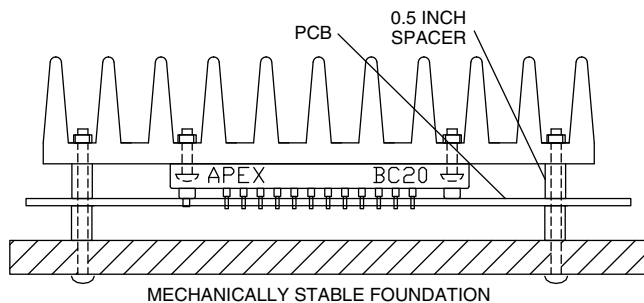 PCB
0.5 INCH
SPACER
APEX BC20
MECHANICALLY STABLE FOUNDATION